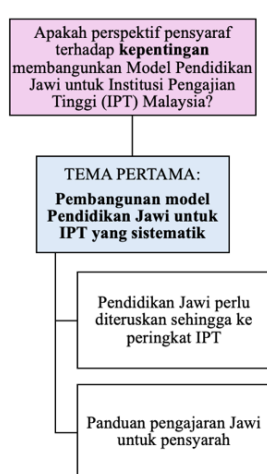 Apakah perspektif pensyaraf
terhadap kepentingan
membangunkan Model Pendidikan
Jawi untuk Institusi Pengajian
Tinggi (IPT) Malaysia?
TEMA PERTAMA:
Pembangunan model
Pendidikan Jawi untuk
IPT yang sistematik
Pendidikan Jawi perlu
diteruskan sehingga ke
peringkat IPT
Panduan pengajaran Jawi
untuk pensyarah